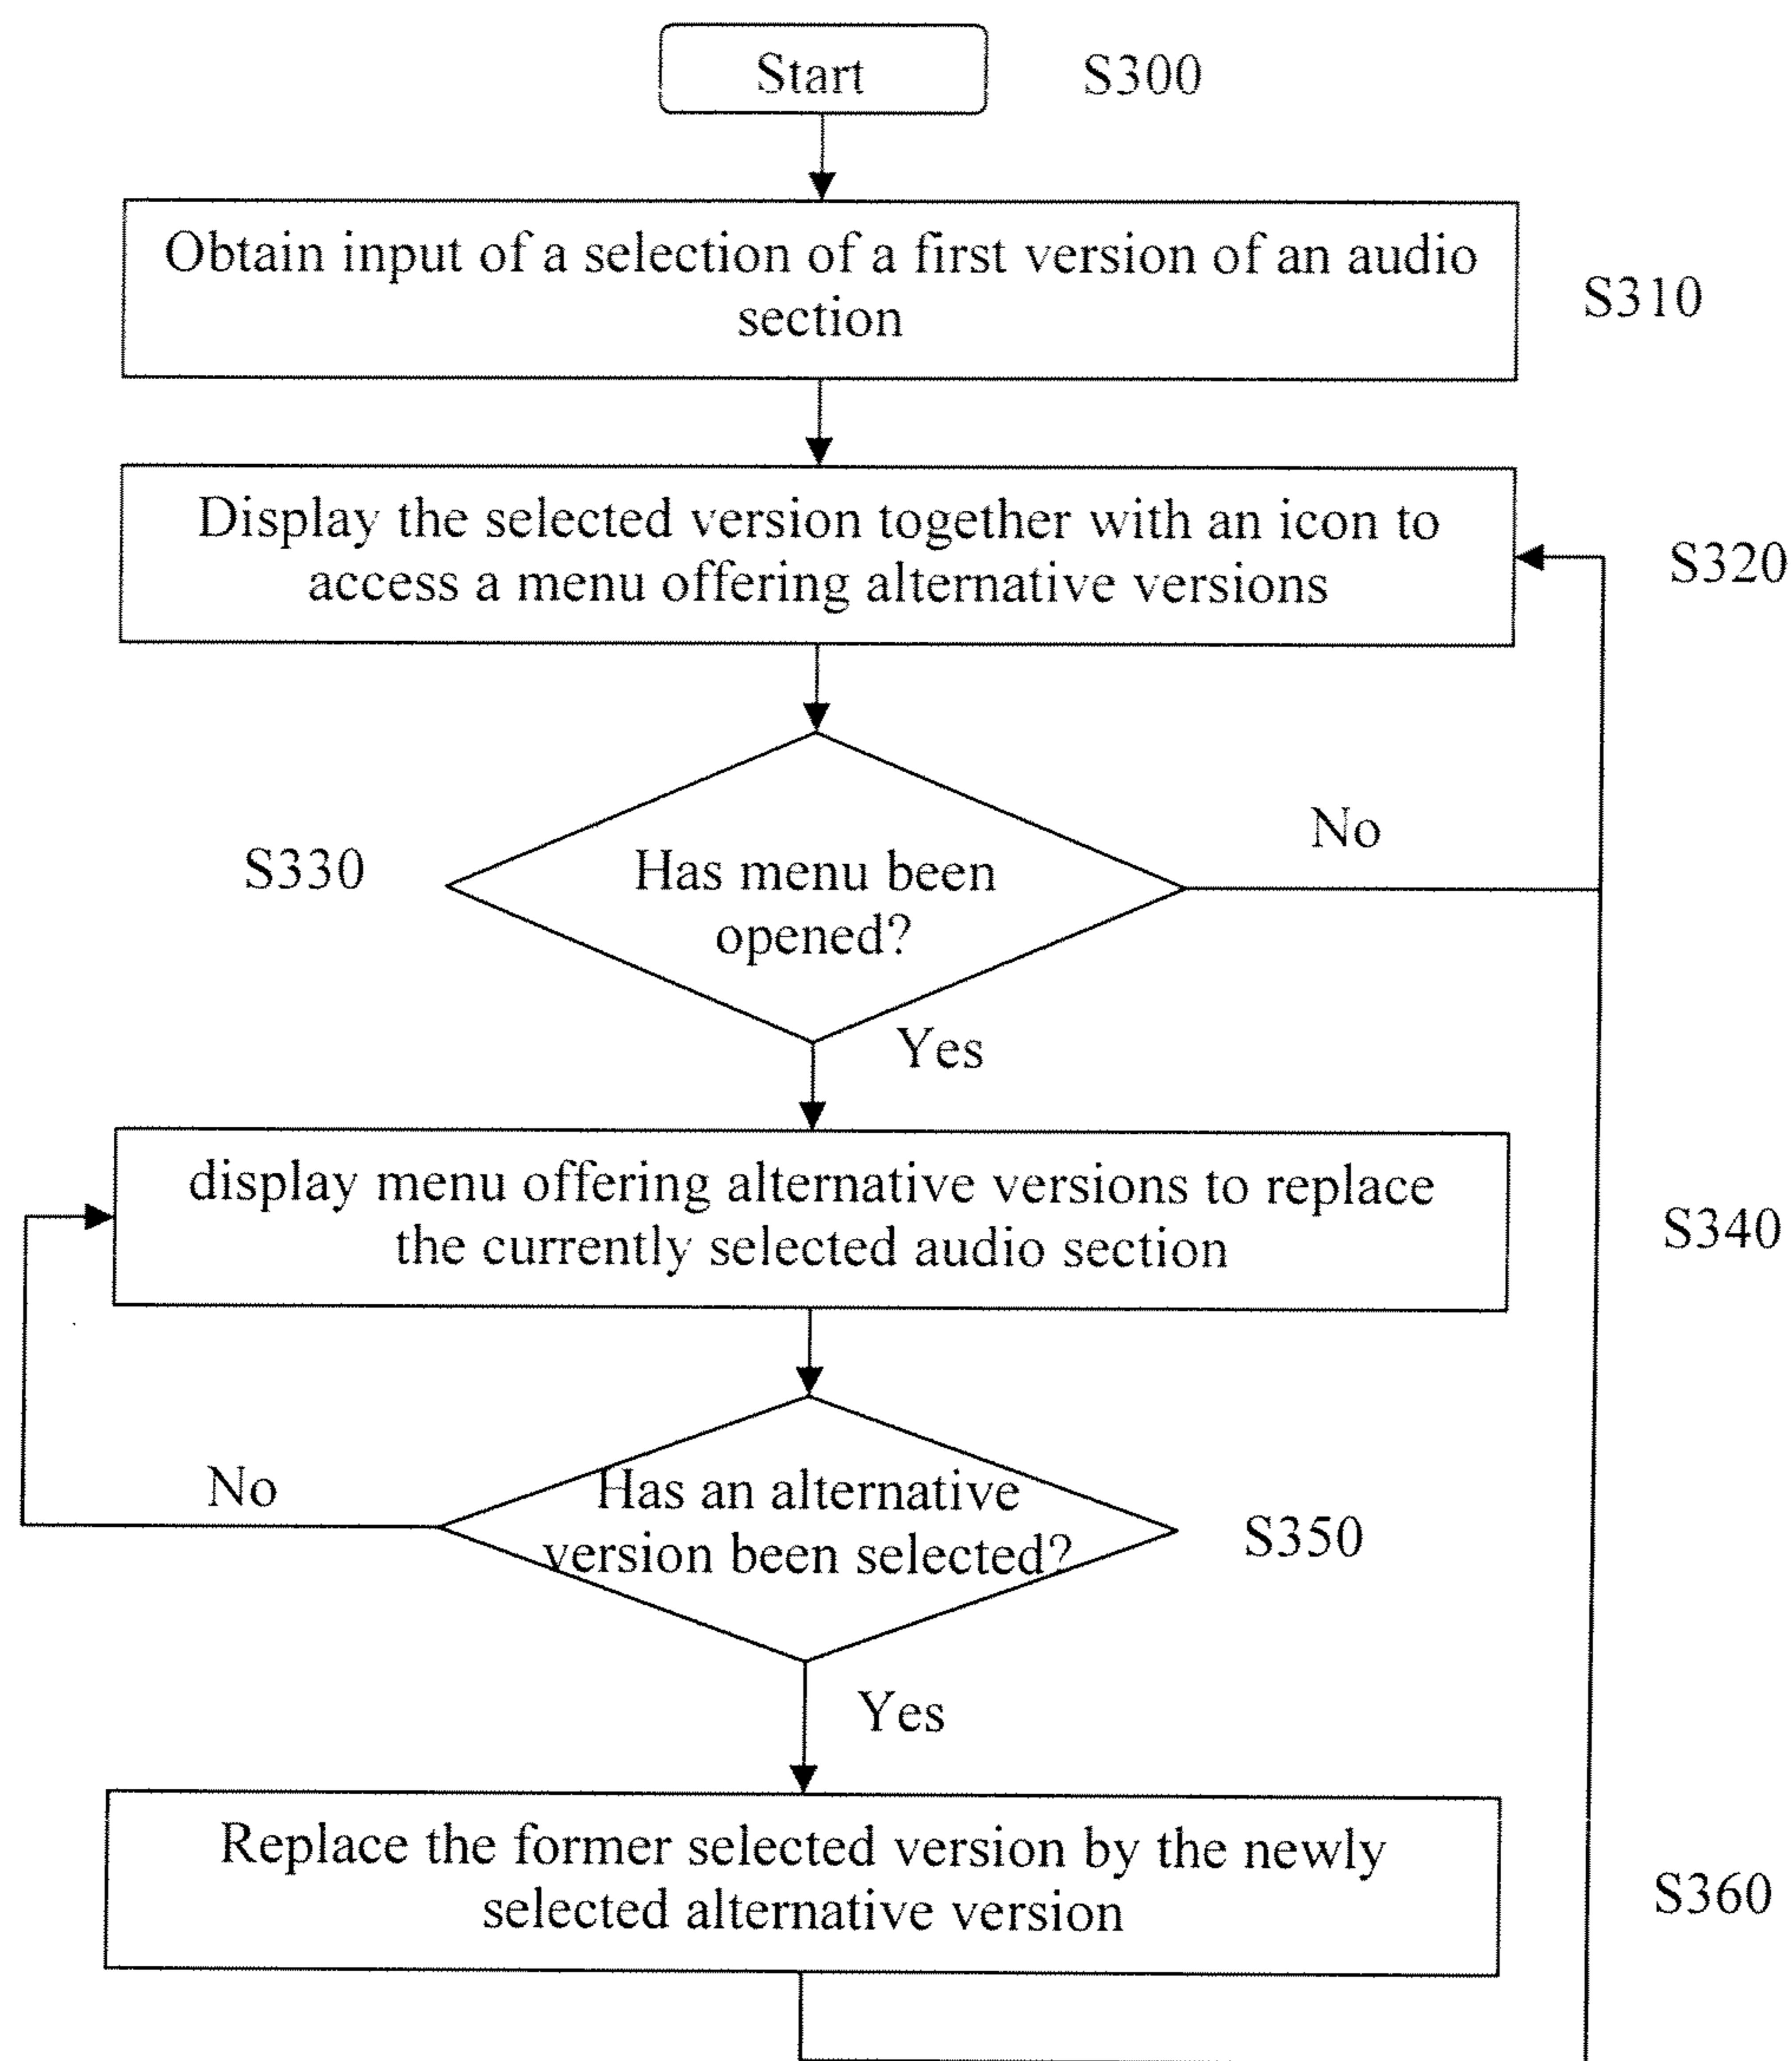 Start
S300
Obtain input of a selection of a first version of an audio
section
S310
Display the selected version together with an icon to
access a menu offering alternative versions
S320
S330
Has menu been
opened?
No
Yes
display menu offering alternative versions to replace
the currently selected audio section
S340
No
Has an alternative
version been selected?
S350
Yes
Replace the former selected version by the newly
selected alternative version
S360